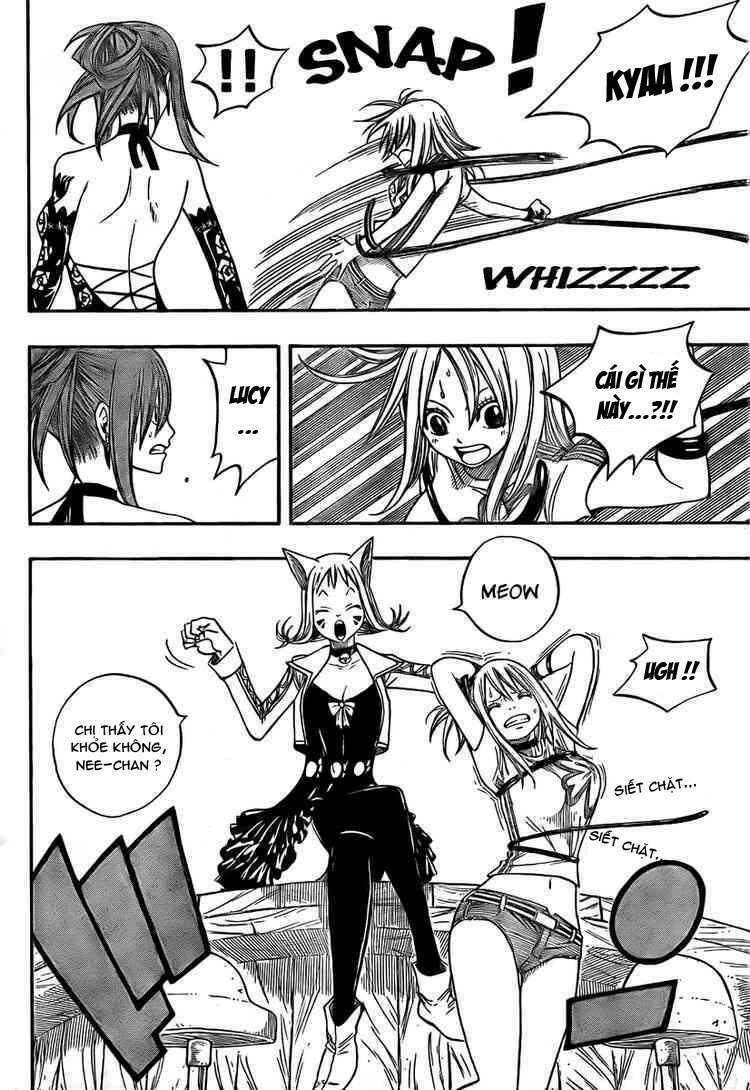 !!
SNAP!
KYAA !!!
WHIZZZZ
LUCY
...
CÁI GÌ THẾ
NÀY...?!!
MEOW
UGH !!
CHỊ THẤY TÔI
KHỎE KHÔNG,
NEE-CHAN ?
SIẾT CHẶT...
SIẾT CHẶT...